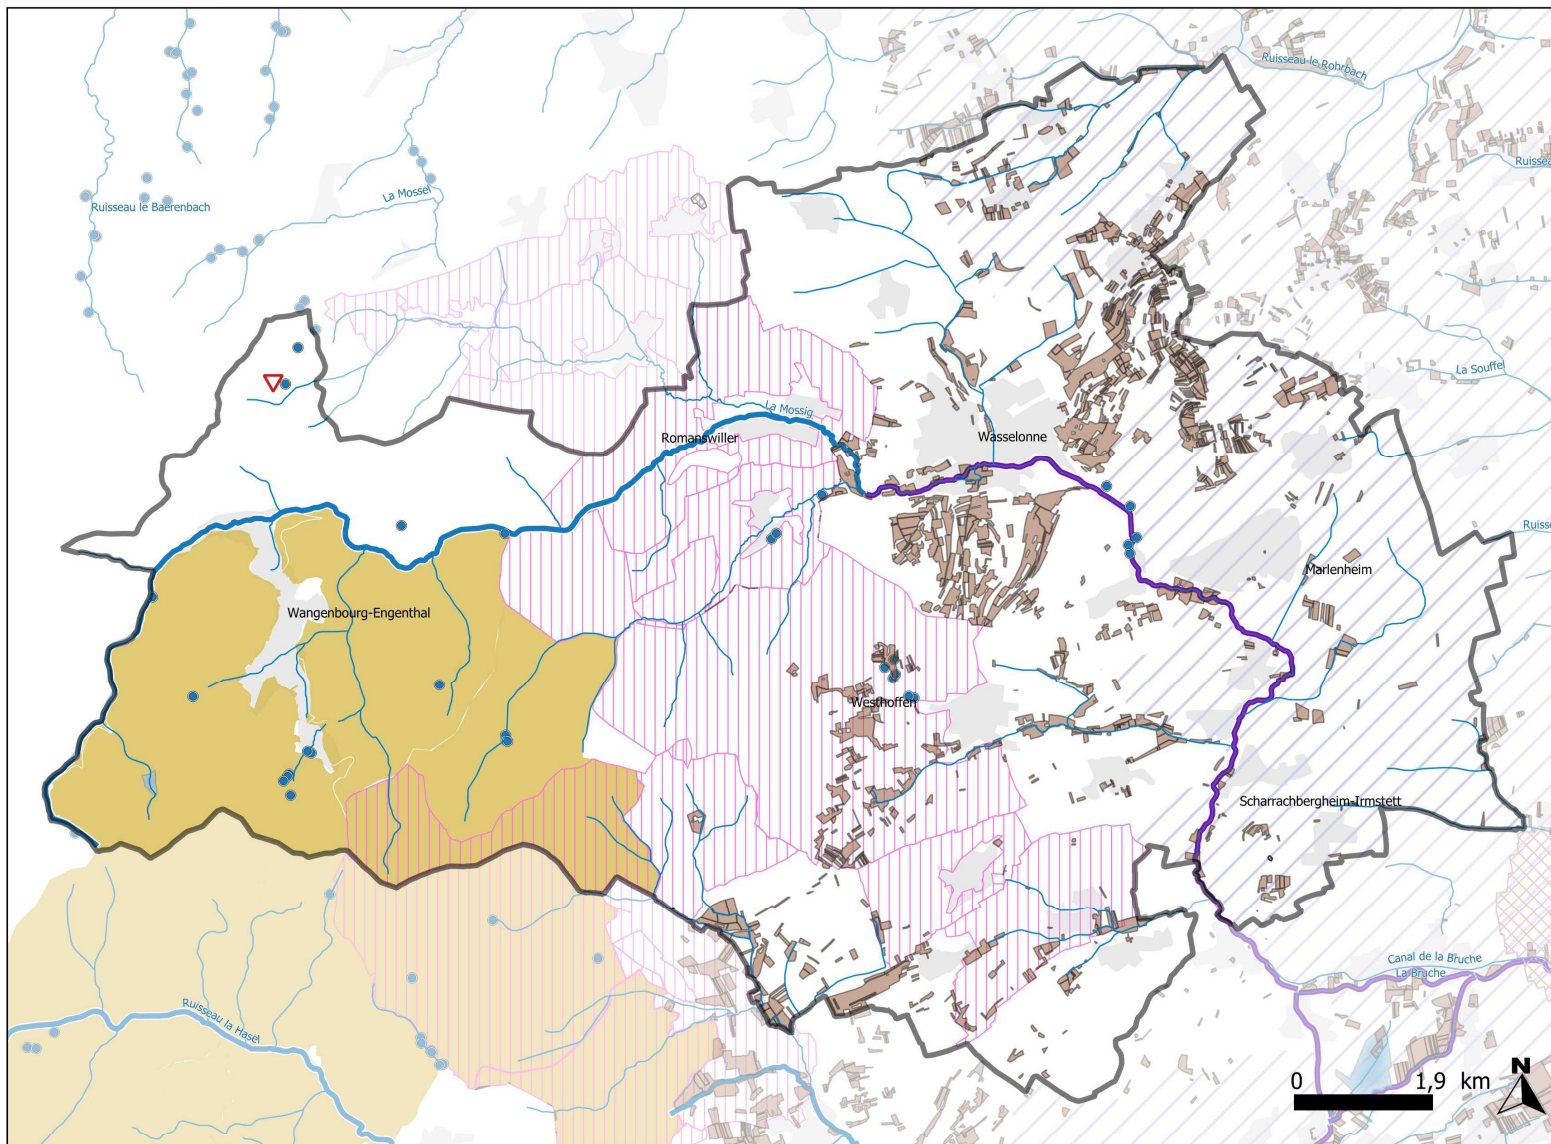 Ruisseau le Rohrbach
Ruissea
La Mossel
Ruisseau le Baerenbach
La Souffel
La Mossig
Romanswiller
Wasselonne
Ruisse
Marlenheim
Wangenbourg-Engenthal
Westhoffen
Scharrachbergheim-Irmstett
Canal de la Bruche
La Bruche
Ruisseau la Hasel
N
0 1,9 km